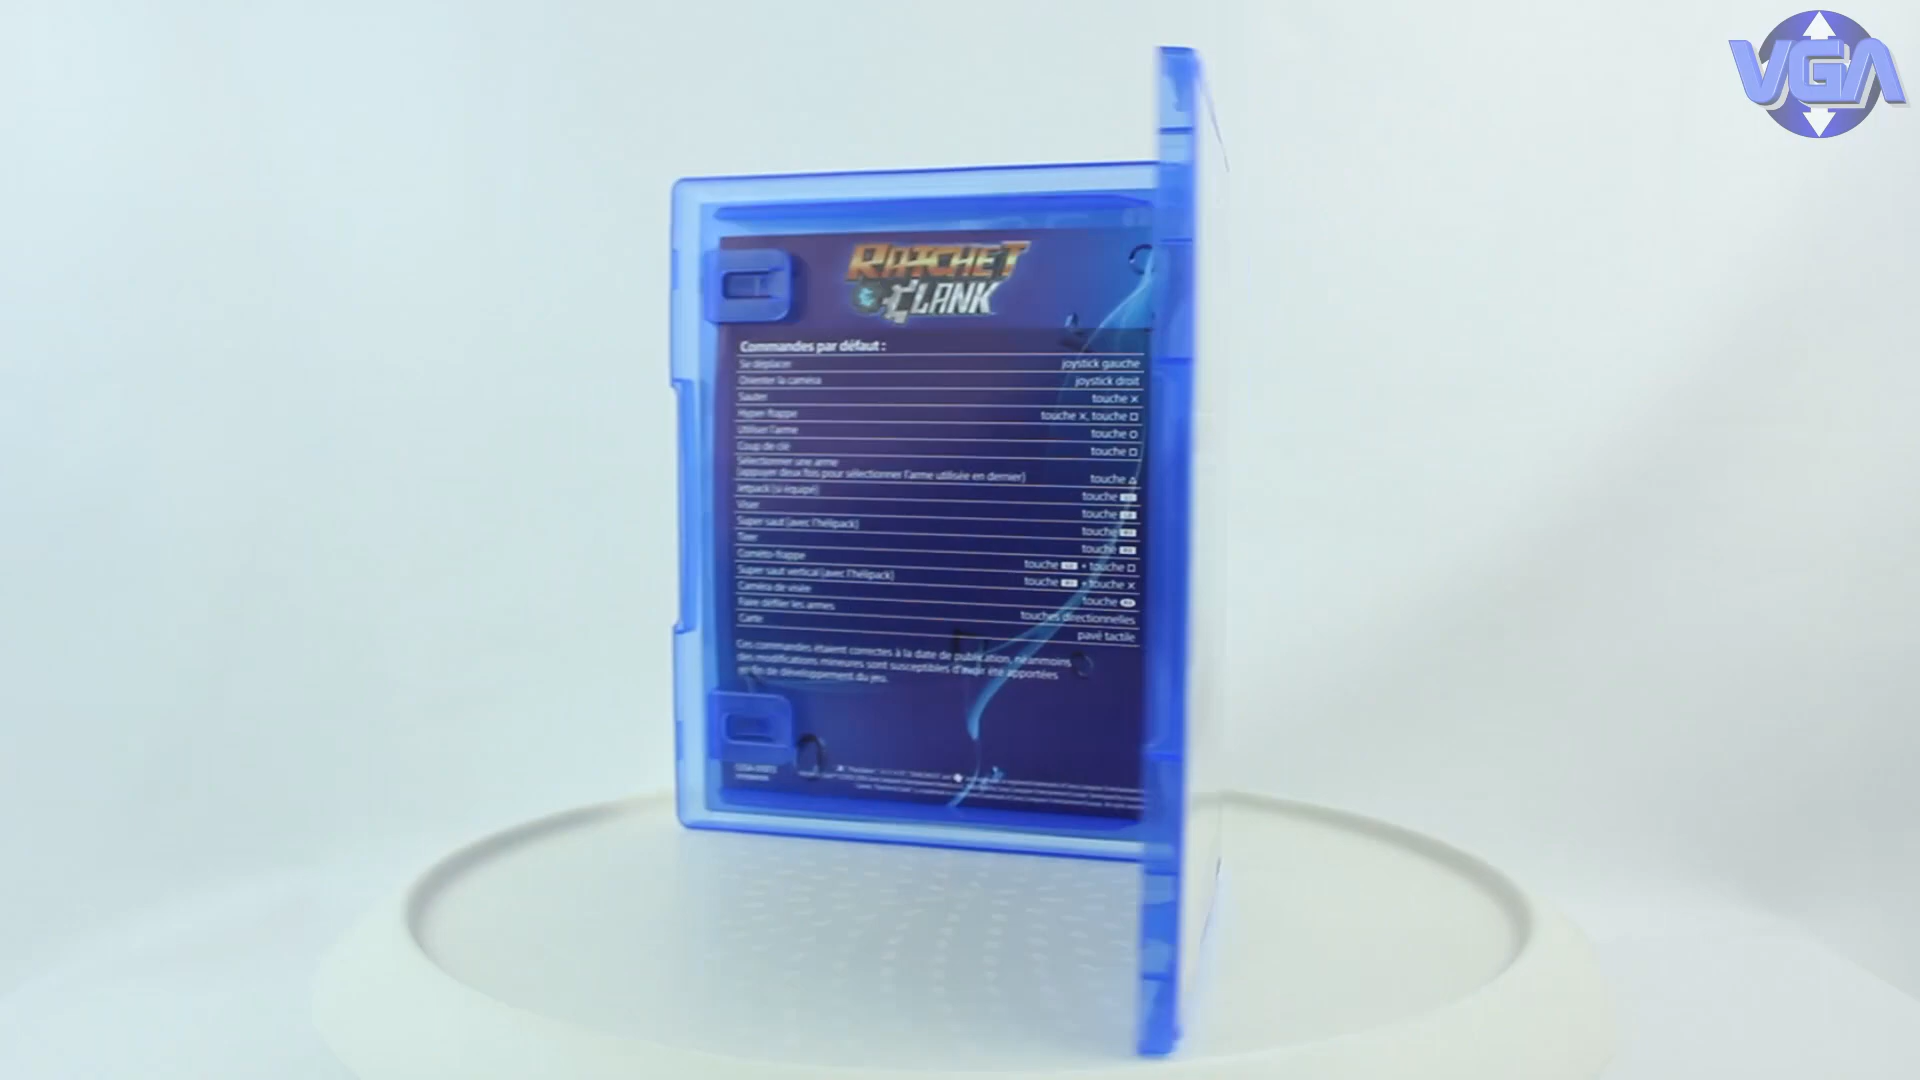 VGA
RATCHET
CLANK
Commandes par défaut :
Se déplacer joystick gauche
Orienter la caméra joystick droit
Sauter touche ×
Hyper-frappe touche ×, touche □
Utiliser l'arme touche ○
Coup de clé touche □
Sélectionner une arme
(appuyer deux fois pour sélectionner l'arme utilisée en dernier) touche △
Jetpack (si équipé) touche
Viser touche
Super saut (avec l'hélipack) touche
Tirer touche
Cométo-frappe touche + touche □
Super saut vertical (avec l'hélipack) touche + touche ×
Caméra de visée touche
Faire défiler les armes touches directionnelles
Carte pavé tactile
Ces commandes étaient correctes à la date de publication, néanmoins
des modifications mineures sont susceptibles d'avoir été apportées
en fin de développement du jeu.